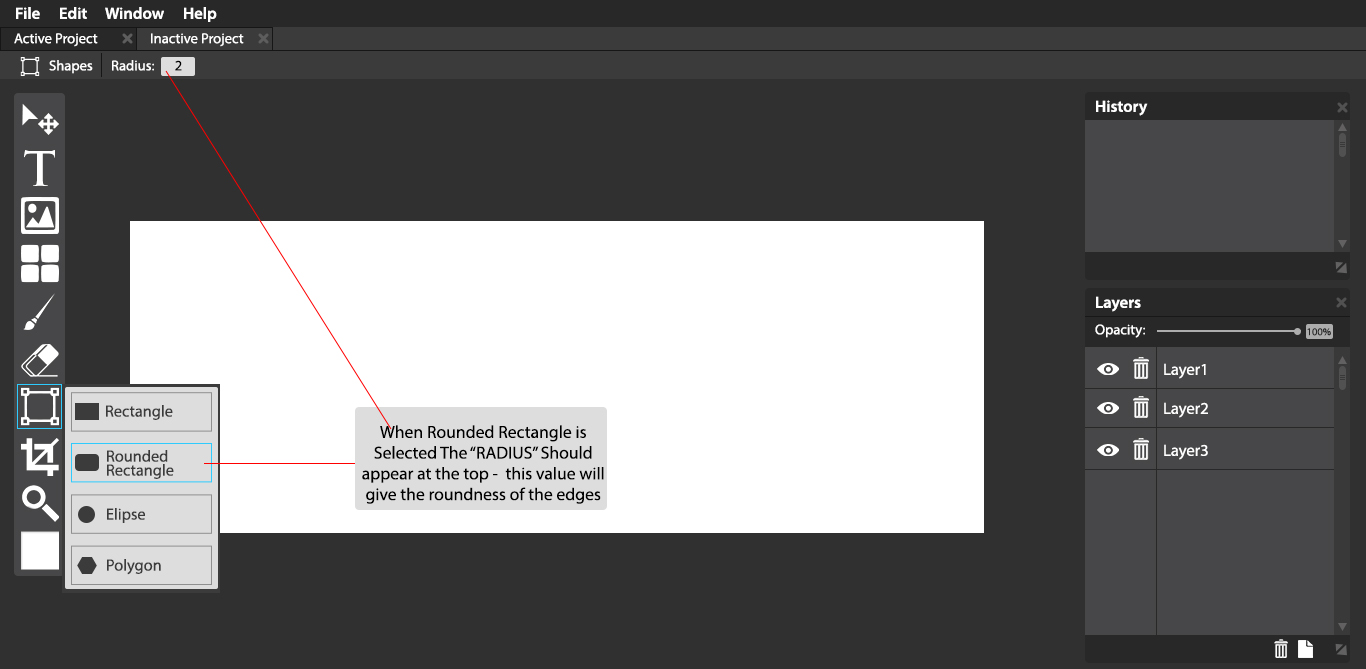 File Edit Window Help
Active Project Inactive Project
Shapes Radius: 2
T
History
Layers
Opacity: 100%
Layer1
Layer2
Layer3
Rectangle
Rounded
Rectangle
Elipse
Polygon
When Rounded Rectangle is
Selected The “RADIUS” Should
appear at the top - this value will
give the roundness of the edges